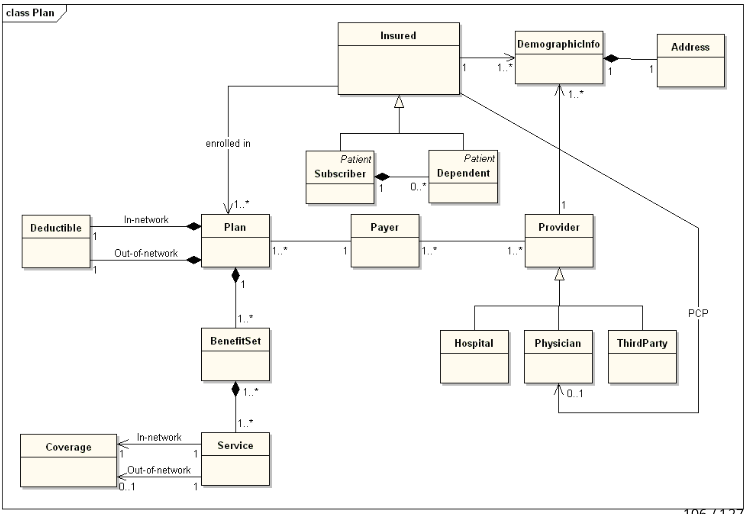 class Plan
Insured
DemographicInfo
Address
1
1..*
1
1
1..*
enrolled in
Patient
Subscriber
Patient
Dependent
1
0..*
1..*
1
Deductible
In-network
1
Out-of-network
1
Plan
Payer
Provider
1..*
1
1..*
1..*
1
1..*
BenefitSet
Hospital
Physician
ThirdParty
PCP
0..1
1..*
1..*
Coverage
In-network
1
1
Out-of-network
0..1
1
Service